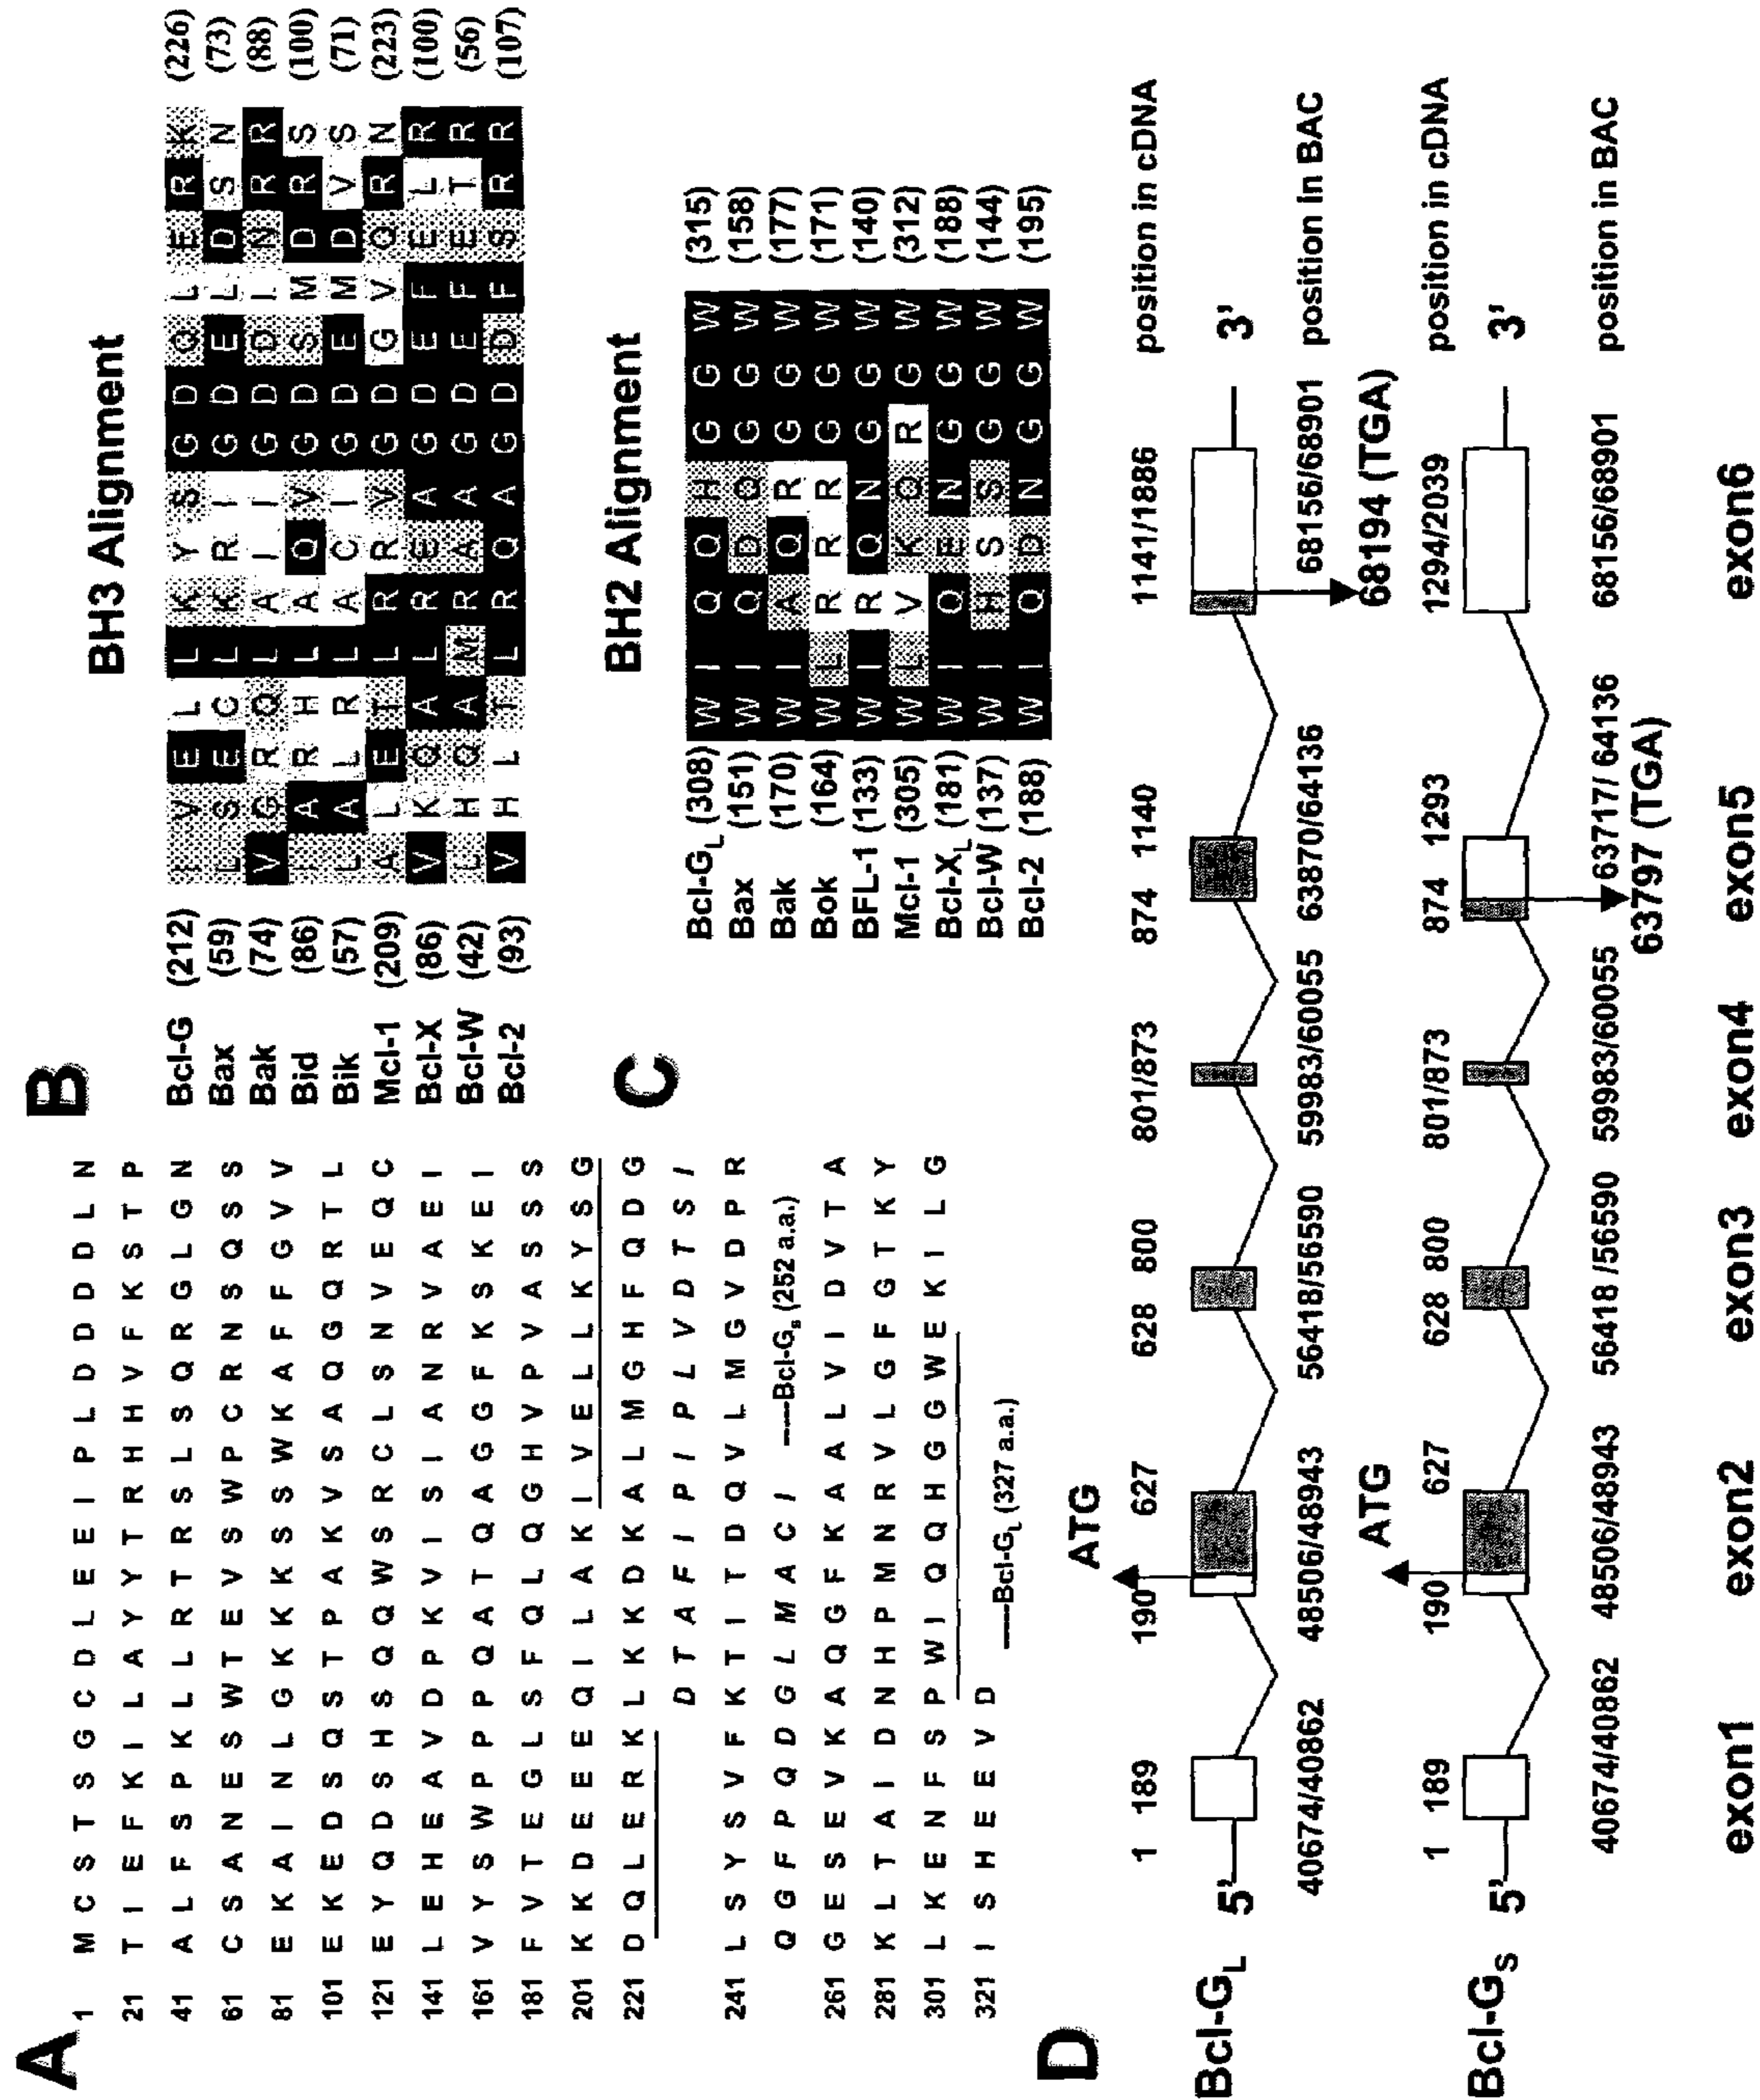 A
1 M C S T S G C D L E E I P L D D D D L N
21 T I E F K I L A Y Y T R H H V F K S T P
41 A L F S P K L L R T R S L S Q R G L G N
61 C S A N E S W T E V S W P C R N S Q S S
81 E K A I N L G K K K S S W K A F F G V V
101 E K E D S Q S T P A K V S A Q G Q R T L
121 E Y Q D S H S Q Q W S R C L S N V E Q C
141 L E H E A V D P K V I S I A N R V A E I
161 V Y S W P P P Q A T Q A G G F K S K E I
181 F V T E G L S F Q L Q G H V P V A S S S
201 K K D E E E Q I L A K I V E L L K Y S G
221 D Q L E R K L K K D K A L M G H F Q D G
D T A F I P I P L V D T S I
241 L S Y S V F K T I T D Q V L M G V D P R
Q G F P Q D G L M A C I ----Bcl-Gs (252 a.a.)
261 G E S E V K A Q G F K A A L V I D V T A
281 K L T A I D N H P M N R V L G F G T K Y
301 L K E N F S P W I Q Q H G G W E K I L G
321 I S H E E V D
----Bcl-GL (327 a.a.)
B
BH3 Alignment
Bcl-G (212) I V E L L K Y S G D Q L E R K (226)
Bax (59) L S E C L K R I G D E L D S N (73)
Bak (74) V G R Q L A I I G D D I N R R (88)
Bid (86) I A R H L A Q V G D S M D R S (100)
Bik (57) L A L R L A C I G D E M D V S (71)
Mcl-1 (209) A L E T L R R V G D G V Q R N (223)
Bcl-X (86) V K Q A L R E A G D E F E L R (100)
Bcl-W (42) L H Q A M R A A G D E F E T R (56)
Bcl-2 (93) V H L T L R Q A G D D F S R R (107)
C
BH2 Alignment
Bcl-GL (308) W I Q Q H G G W (315)
Bax (151) W I Q D Q G G W (158)
Bak (170) W I A Q R G G W (177)
Bok (164) W L R R R G G W (171)
BFL-1 (133) W I R Q N G G W (140)
Mcl-1 (305) W L V K Q R G W (312)
Bcl-XL (181) W I Q E N G G W (188)
Bcl-W (137) W I H S S G G W (144)
Bcl-2 (188) W I Q D N G G W (195)
D
ATG
1 189 190 627 628 800 801/873 874 1140 1141/1886 position in cDNA
Bcl-GL 5' 3'
40674/40862 48506/48943 56418/56590 59983/60055 63870/64136 68156/68901 position in BAC
68194 (TGA)
ATG
1 189 190 627 628 800 801/873 874 1293 1294/2039 position in cDNA
Bcl-GS 5' 3'
40674/40862 48506/48943 56418 /56590 59983/60055 63717/ 64136 68156/68901 position in BAC
63797 (TGA)
exon1 exon2 exon3 exon4 exon5 exon6